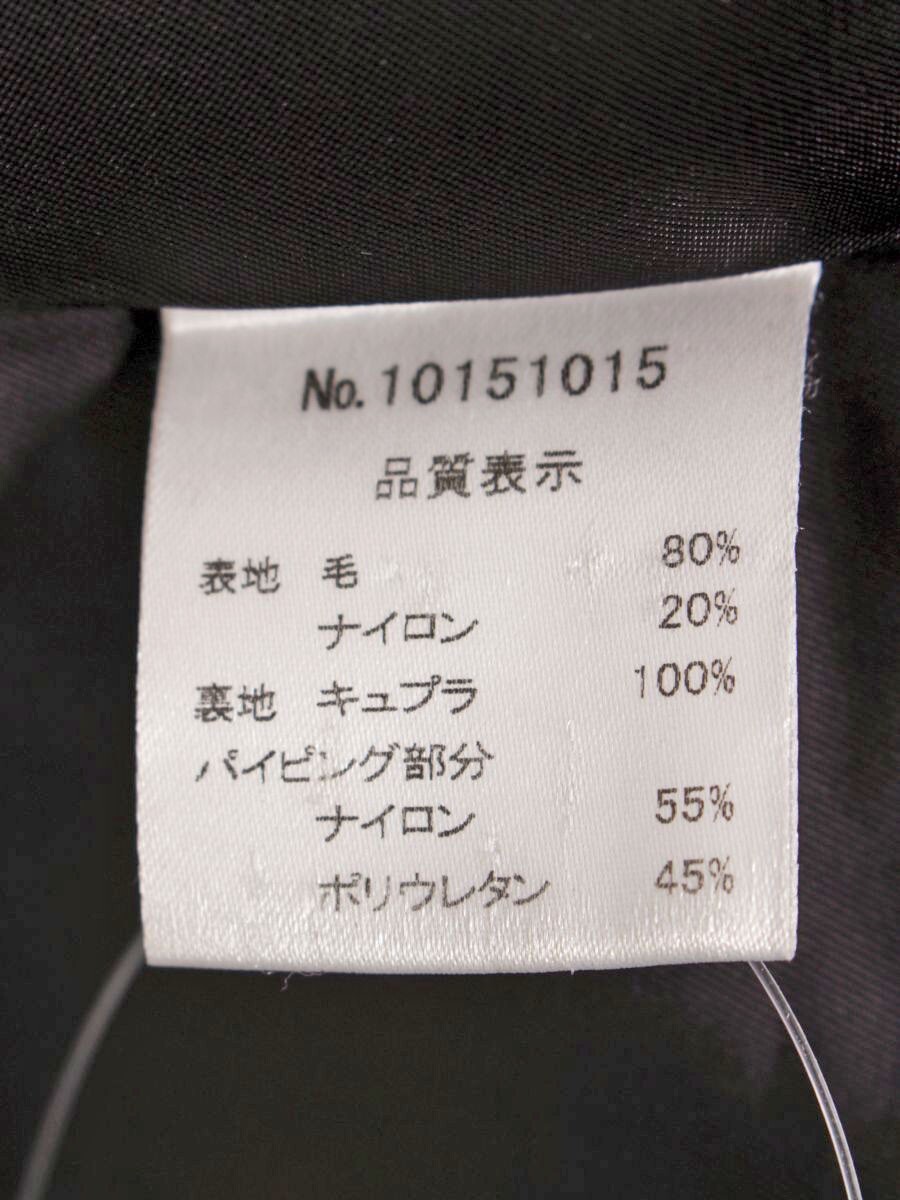 No.10151015
品質表示
表地 毛 80%
ナイロン 20%
裏地 キュプラ 100%
パイピング部分
ナイロン 55%
ポリウレタン 45%